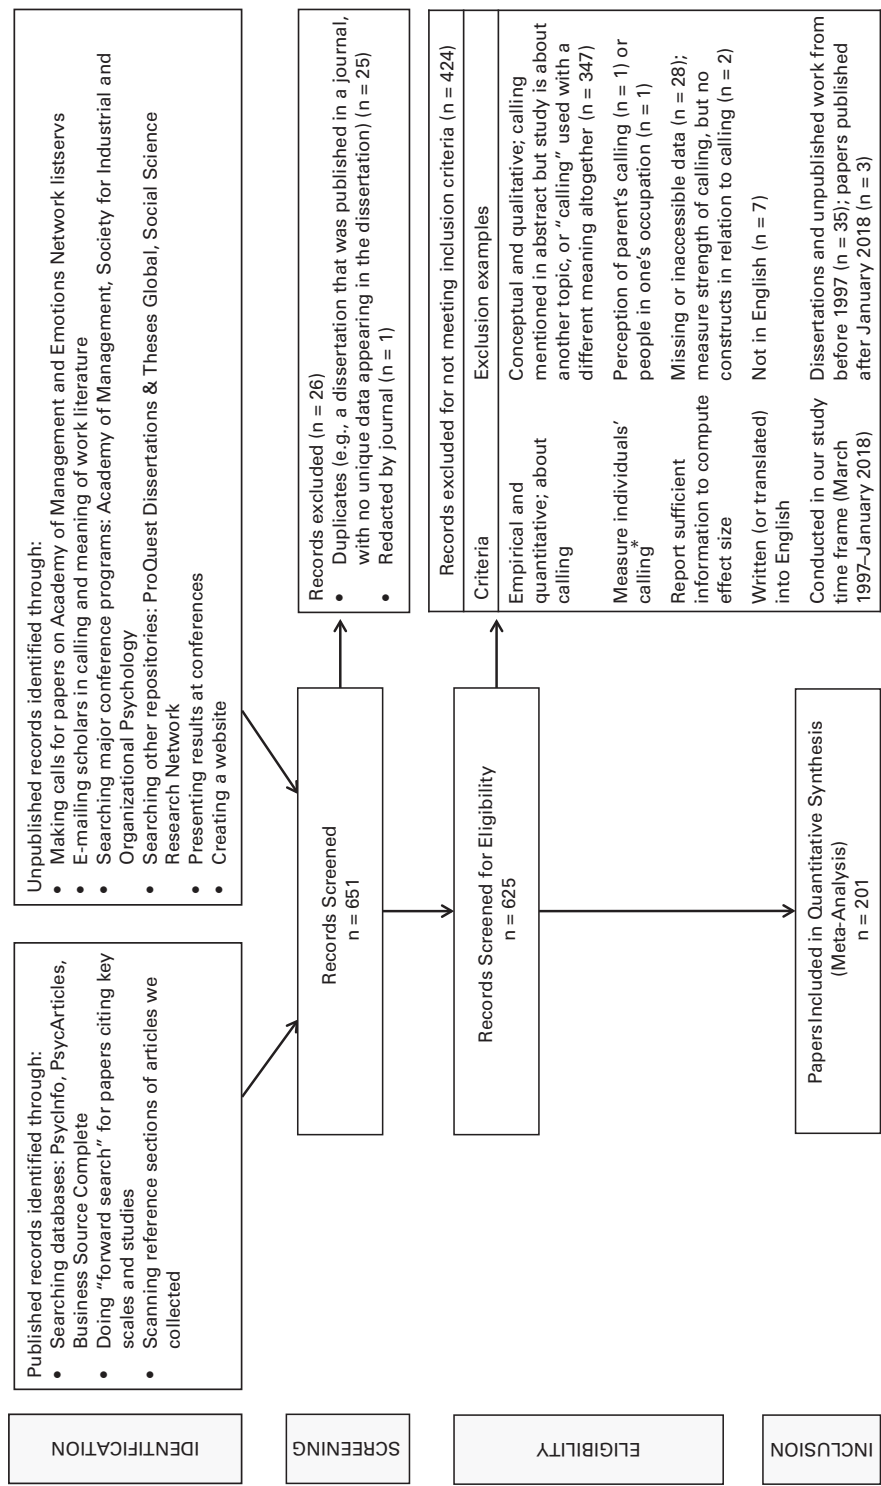 IDENTIFICATION
Published records identified through:
• Searching databases: PsycInfo, PsycArticles,
Business Source Complete
• Doing "forward search" for papers citing key
scales and studies
• Scanning reference sections of articles we
collected
Unpublished records identified through:
• Making calls for papers on Academy of Management and Emotions Network listservs
• E-mailing scholars in calling and meaning of work literature
• Searching major conference programs: Academy of Management, Society for Industrial and
Organizational Psychology
• Searching other repositories: ProQuest Dissertations & Theses Global, Social Science
Research Network
• Presenting results at conferences
• Creating a website
SCREENING
Records Screened
n = 651
Records excluded (n = 26)
• Duplicates (e.g., a dissertation that was published in a journal,
with no unique data appearing in the dissertation) (n = 25)
• Redacted by journal (n = 1)
ELIGIBILITY
Records Screened for Eligibility
n = 625
Records excluded for not meeting inclusion criteria (n = 424)
Criteria
Exclusion examples
Empirical and
quantitative; about
calling
Conceptual and qualitative; calling
mentioned in abstract but study is about
another topic, or "calling" used with a
different meaning altogether (n = 347)
Measure individuals'
calling*
Perception of parent's calling (n = 1) or
people in one's occupation (n = 1)
Report sufficient
information to compute
effect size
Missing or inaccessible data (n = 28);
measure strength of calling, but no
constructs in relation to calling (n = 2)
Written (or translated)
into English
Not in English (n = 7)
Conducted in our study
time frame (March
1997–January 2018)
Dissertations and unpublished work from
before 1997 (n = 35); papers published
after January 2018 (n = 3)
INCLUSION
PapersIncluded in Quantitative Synthesis
(Meta-Analysis)
n = 201